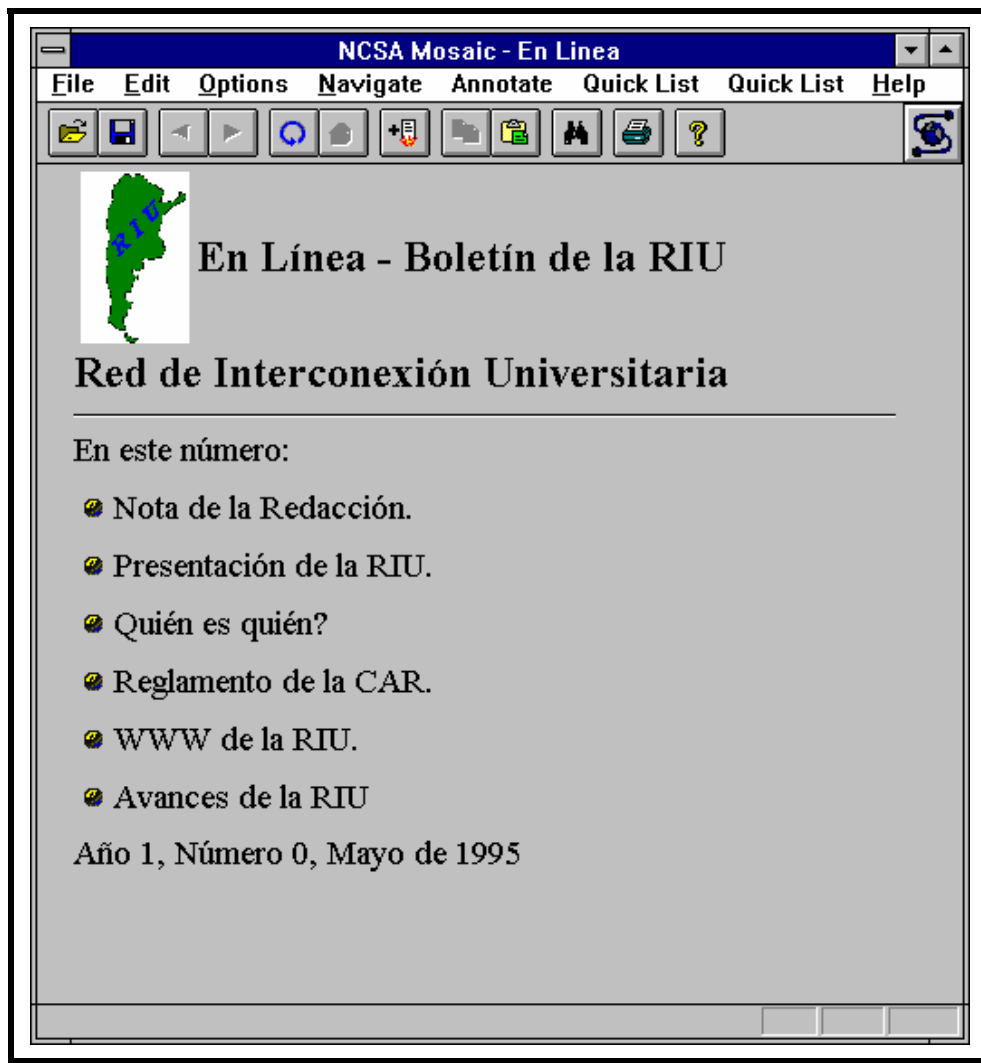 NCSA Mosaic - En Linea
File Edit Options Navigate Annotate Quick List Quick List Help
RIU
En Línea - Boletín de la RIU
Red de Interconexión Universitaria
En este número:
Nota de la Redacción.
Presentación de la RIU.
Quién es quién?
Reglamento de la CAR.
WWW de la RIU.
Avances de la RIU
Año 1, Número 0, Mayo de 1995